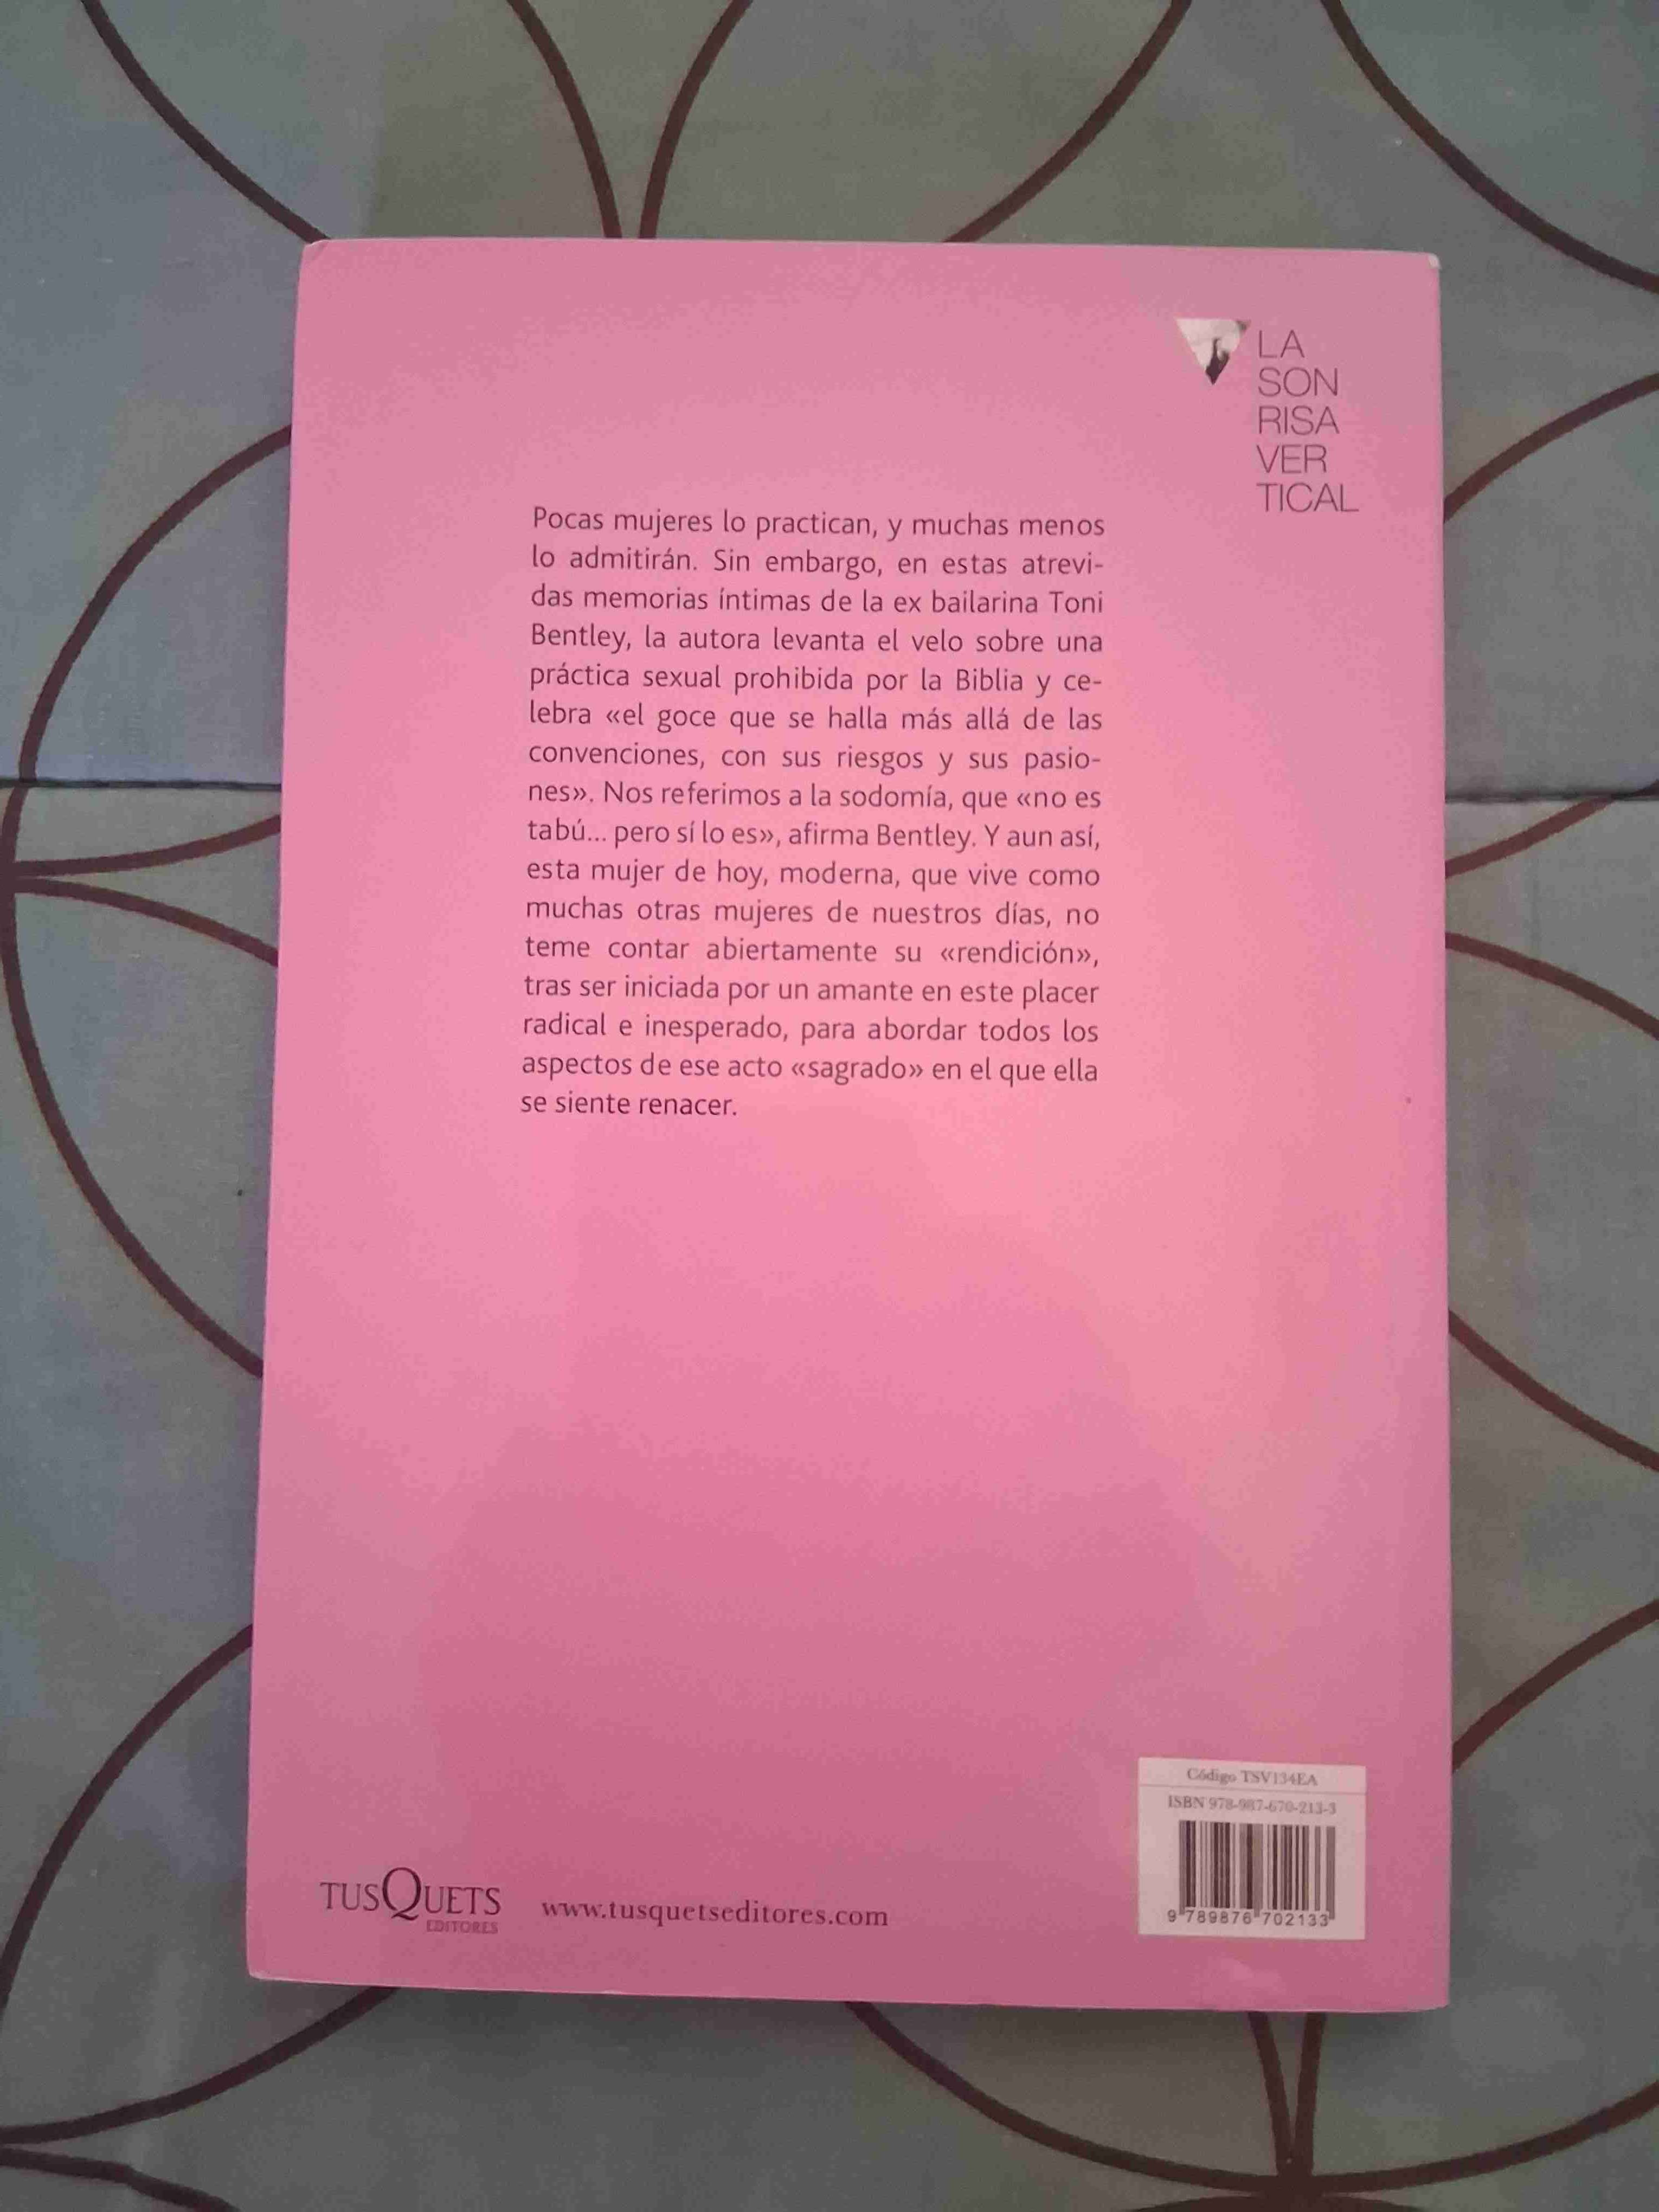 LA
SON
RISA
VER
TICAL
Pocas mujeres lo practican, y muchas menos
lo admitirán. Sin embargo, en estas atrevi-
das memorias íntimas de la ex bailarina Toni
Bentley, la autora levanta el velo sobre una
práctica sexual prohibida por la Biblia y ce-
lebra «el goce que se halla más allá de las
convenciones, con sus riesgos y sus pasio-
nes». Nos referimos a la sodomía, que «no es
tabú... pero sí lo es», afirma Bentley. Y aun así,
esta mujer de hoy, moderna, que vive como
muchas otras mujeres de nuestros días, no
teme contar abiertamente su «rendición»,
tras ser iniciada por un amante en este placer
radical e inesperado, para abordar todos los
aspectos de ese acto «sagrado» en el que ella
se siente renacer.
Código TSV134EA
ISBN 978-987-670-213-3
9 789876 702133
TUSQUETS
EDITORES
www.tusquetseditores.com